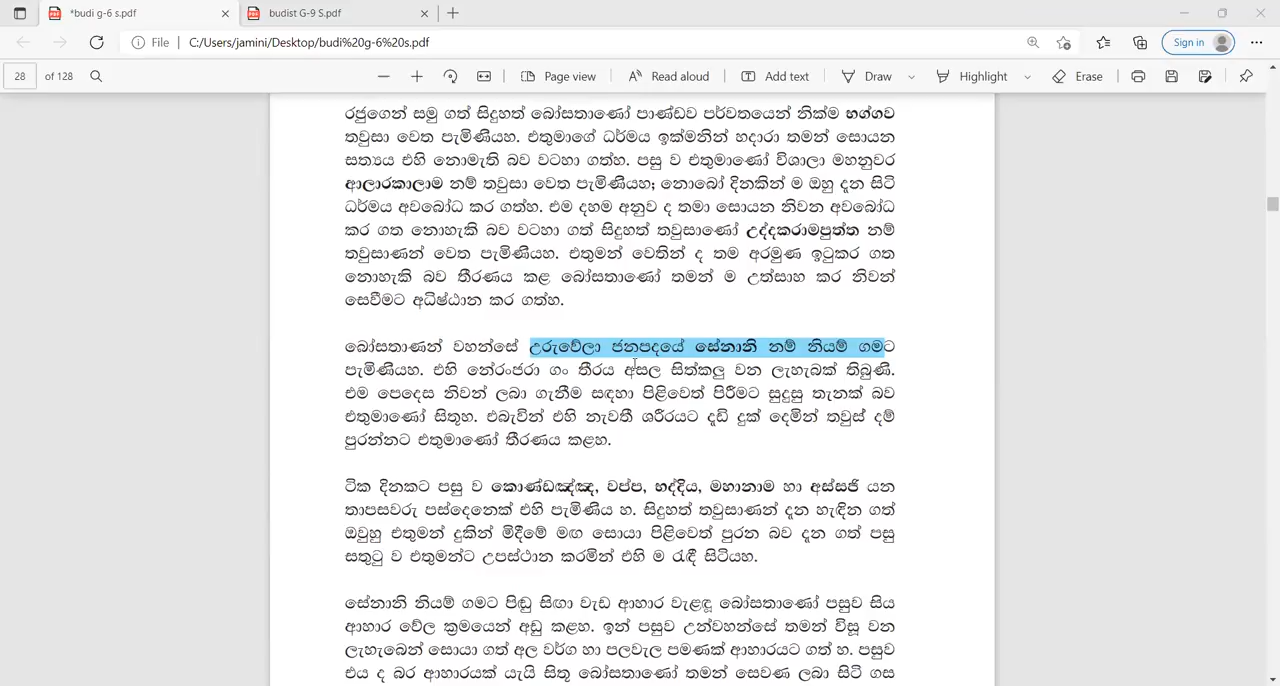 *budi g-6 s.pdf
budist G-9 S.pdf
File
C:/Users/jamini/Desktop/budi%20g-6%20s.pdf
Sign in
28 of 128
Page view
Read aloud
Add text
Draw
Highlight
Erase
රජුගෙන් සමු ගත් සිදුහත් බෝසතාණෝ පාණ්ඩව පර්වතයෙන් නික්ම භග්ගව
තවුසා වෙත පැමිණියහ. එතුමාගේ ධර්මය ඉක්මනින් හදාරා තමන් සොයන
සත්‍යය එහි නොමැති බව වටහා ගත්හ. පසු ව එතුමාණෝ විශාලා මහනුවර
ආලාරකාලාම නම් තවුසා වෙත පැමිණියහ; නොබෝ දිනකින් ම ඔහු දැන සිටි
ධර්මය අවබෝධ කර ගත්හ. එම දහම අනුව ද තමා සොයන නිවන අවබෝධ
කර ගත නොහැකි බව වටහා ගත් සිදුහත් තවුසාණෝ උද්දකරාමපුත්ත නම්
තවුසාණන් වෙත පැමිණියහ. එතුමන් වෙතින් ද තම අරමුණ ඉටුකර ගත
නොහැකි බව තීරණය කළ බෝසතාණෝ තමන් ම උත්සාහ කර නිවන්
සෙවීමට අධිෂ්ඨාන කර ගත්හ.
බෝසතාණන් වහන්සේ උරුවේලා ජනපදයේ සේනානි නම් නියම් ගමට
පැමිණියහ. එහි නේරංජරා ගං තීරය අසල සිත්කලු වන ලැහැබක් තිබුණි.
එම පෙදෙස නිවන් ලබා ගැනීම සඳහා පිළිවෙත් පිරීමට සුදුසු තැනක් බව
එතුමාණෝ සිතූහ. එබැවින් එහි නැවතී ශරීරයට දැඩි දුක් දෙමින් තවුස් දම්
පුරන්නට එතුමාණෝ තීරණය කළහ.
ටික දිනකට පසු ව කොණ්ඩඤ්ඤ, වප්ප, භද්දිය, මහානාම හා අස්සජි යන
තාපසවරු පස්දෙනෙක් එහි පැමිණිය හ. සිදුහත් තවුසාණන් දැන හැඳින ගත්
ඔවුහු එතුමන් දුකින් මිදීමේ මඟ සොයා පිළිවෙත් පුරන බව දැන ගත් පසු
සතුටු ව එතුමන්ට උපස්ථාන කරමින් එහි ම රැඳී සිටියහ.
සේනානි නියම් ගමට පිඬු සිඟා වැඩ ආහාර වැළඳූ බෝසතාණෝ පසුව සිය
ආහාර වේල ක්‍රමයෙන් අඩු කළහ. ඉන් පසුව උන්වහන්සේ තමන් විසූ වන
ලැහැබෙන් සොයා ගත් අල වර්ග හා පලවැල පමණක් ආහාරයට ගත් හ. පසුව
එය ද බර ආහාරයක් යැයි සිතූ බෝසතාණෝ තමන් සෙවණ ලබා සිටි ගස